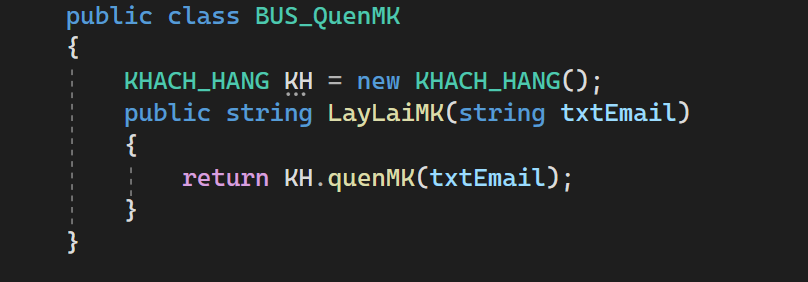 public class BUS_QuenMK
{
KHACH_HANG KH = new KHACH_HANG();
public string LayLaiMK(string txtEmail)
{
return KH.quenMK(txtEmail);
}
}